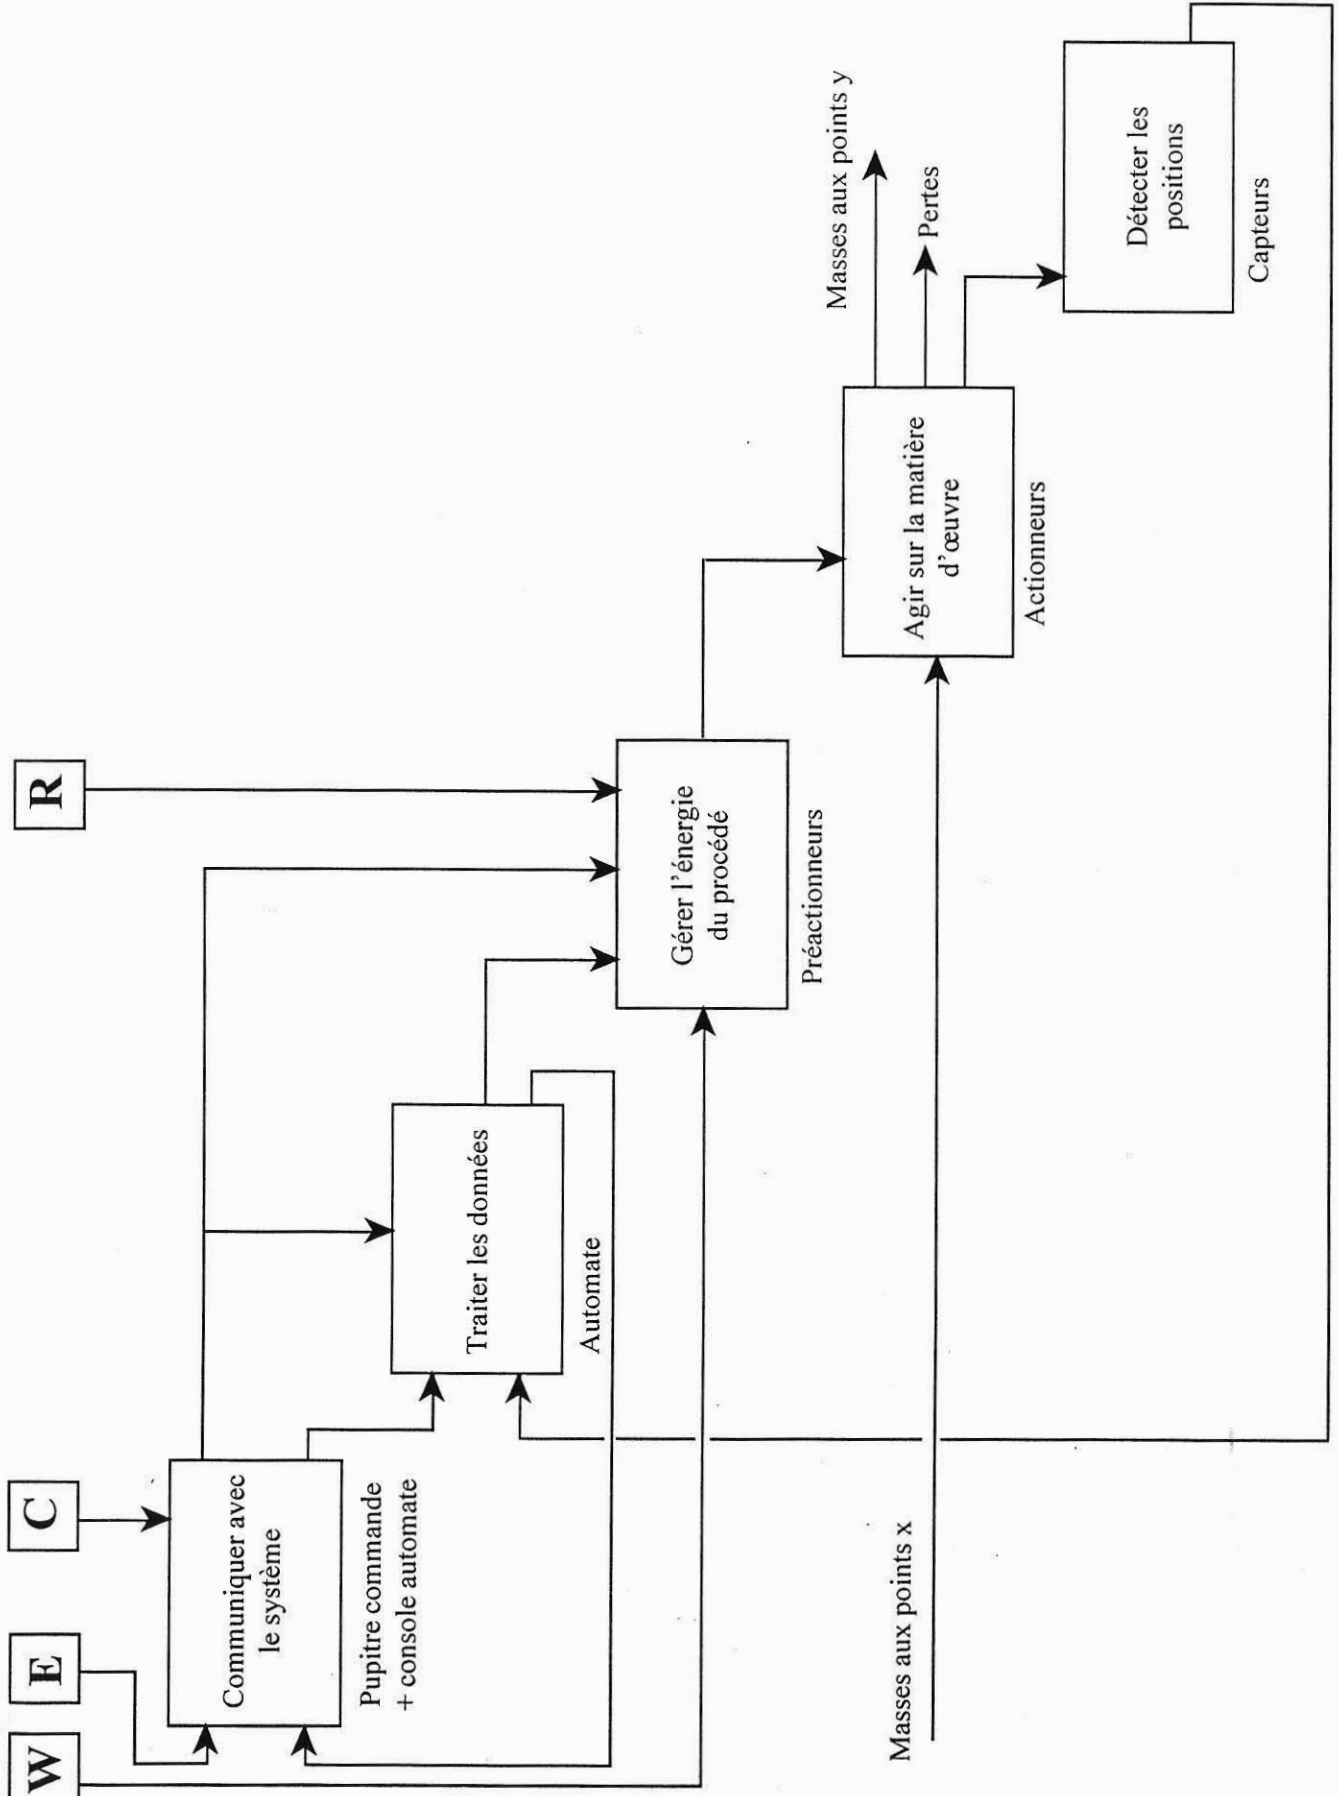 W
E
C
R
Communiquer avec
le système
Pupitre commande
+ console automate
Traiter les données
Automate
Gérer l'énergie
du procédé
Préactionneurs
Masses aux points x
Agir sur la matière
d'œuvre
Actionneurs
Masses aux points y
Pertes
Détecter les
positions
Capteurs